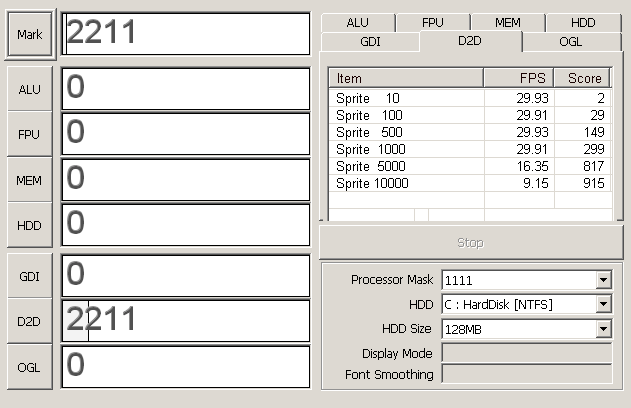 Mark 2211
ALU 0
FPU 0
MEM 0
HDD 0
GDI 0
D2D 2211
OGL 0
ALU FPU MEM HDD
GDI D2D OGL
Item FPS Score
Sprite 10 29.93 2
Sprite 100 29.91 29
Sprite 500 29.93 149
Sprite 1000 29.91 299
Sprite 5000 16.35 817
Sprite 10000 9.15 915
Stop
Processor Mask 1111
HDD C : HardDisk [NTFS]
HDD Size 128MB
Display Mode
Font Smoothing